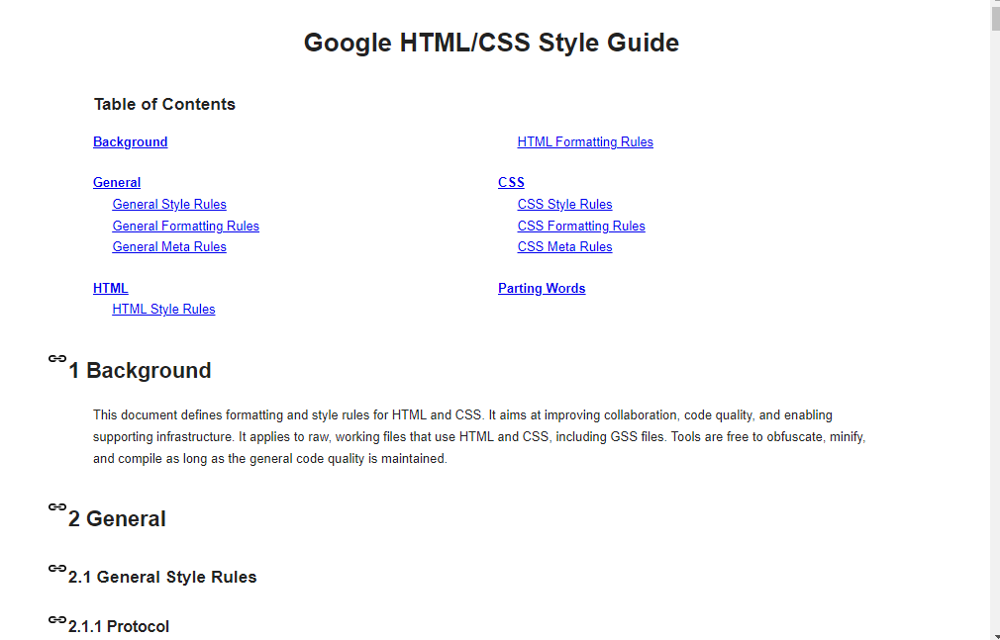 Google HTML/CSS Style Guide
Table of Contents
Background
General
General Style Rules
General Formatting Rules
General Meta Rules
HTML
HTML Style Rules
HTML Formatting Rules
CSS
CSS Style Rules
CSS Formatting Rules
CSS Meta Rules
Parting Words
1 Background
This document defines formatting and style rules for HTML and CSS. It aims at improving collaboration, code quality, and enabling
supporting infrastructure. It applies to raw, working files that use HTML and CSS, including GSS files. Tools are free to obfuscate, minify,
and compile as long as the general code quality is maintained.
2 General
2.1 General Style Rules
2.1.1 Protocol